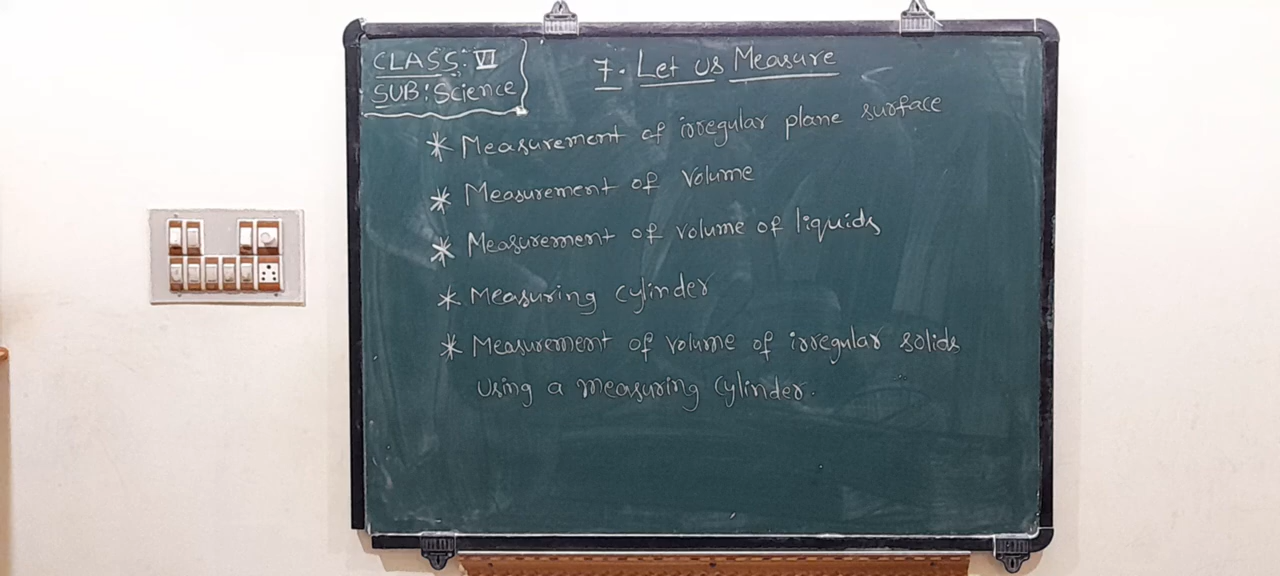 CLASS: VI
SUB: Science
7. Let us Measure
* Measurement of irregular plane surface
* Measurement of volume
* Measurement of volume of liquids
* Measuring cylinder
* Measurement of volume of irregular solids
using a measuring cylinder.